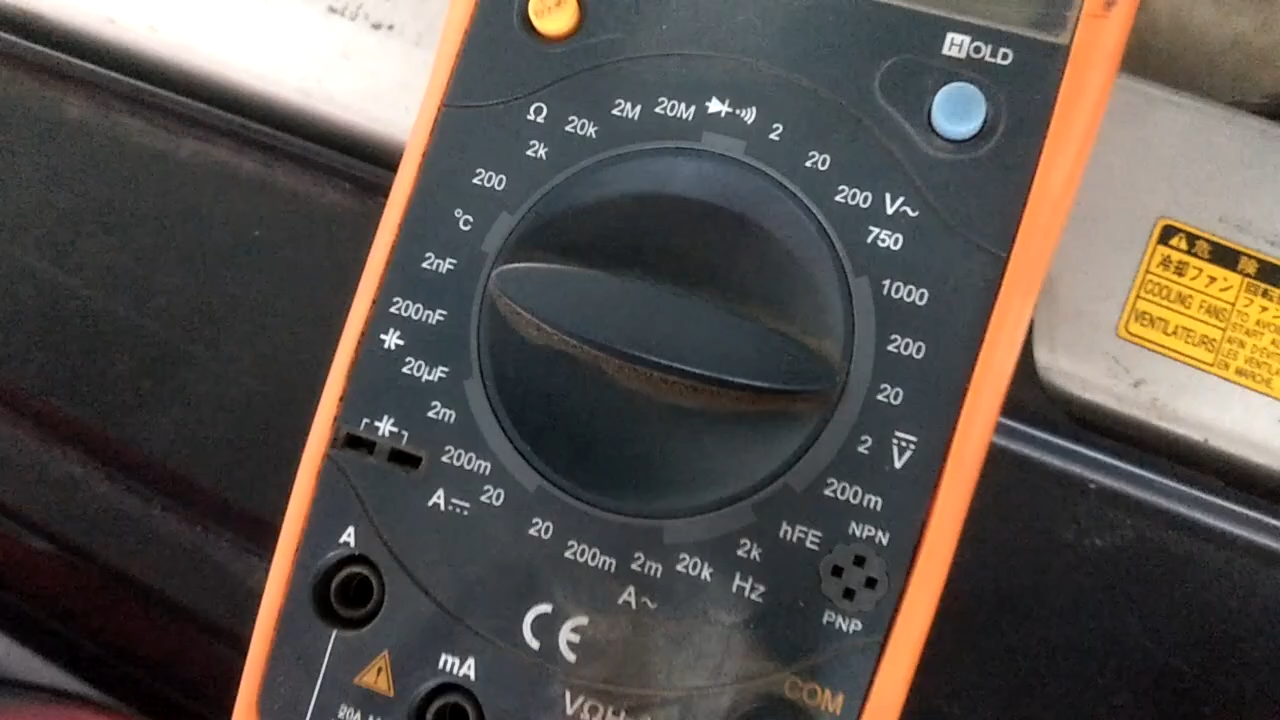 HOLD
Ω
20k
2M
20M
2
20
200
V~
750
1000
200
20
2
V
200m
hFE
NPN
PNP
2k
Hz
20k
2m
200m
20
A~
20
A
200m
2m
20µF
200nF
2nF
°C
200
2k
A
mA
CE
COM
危険
冷却ファン
COOLING FANS
VENTILATEURS